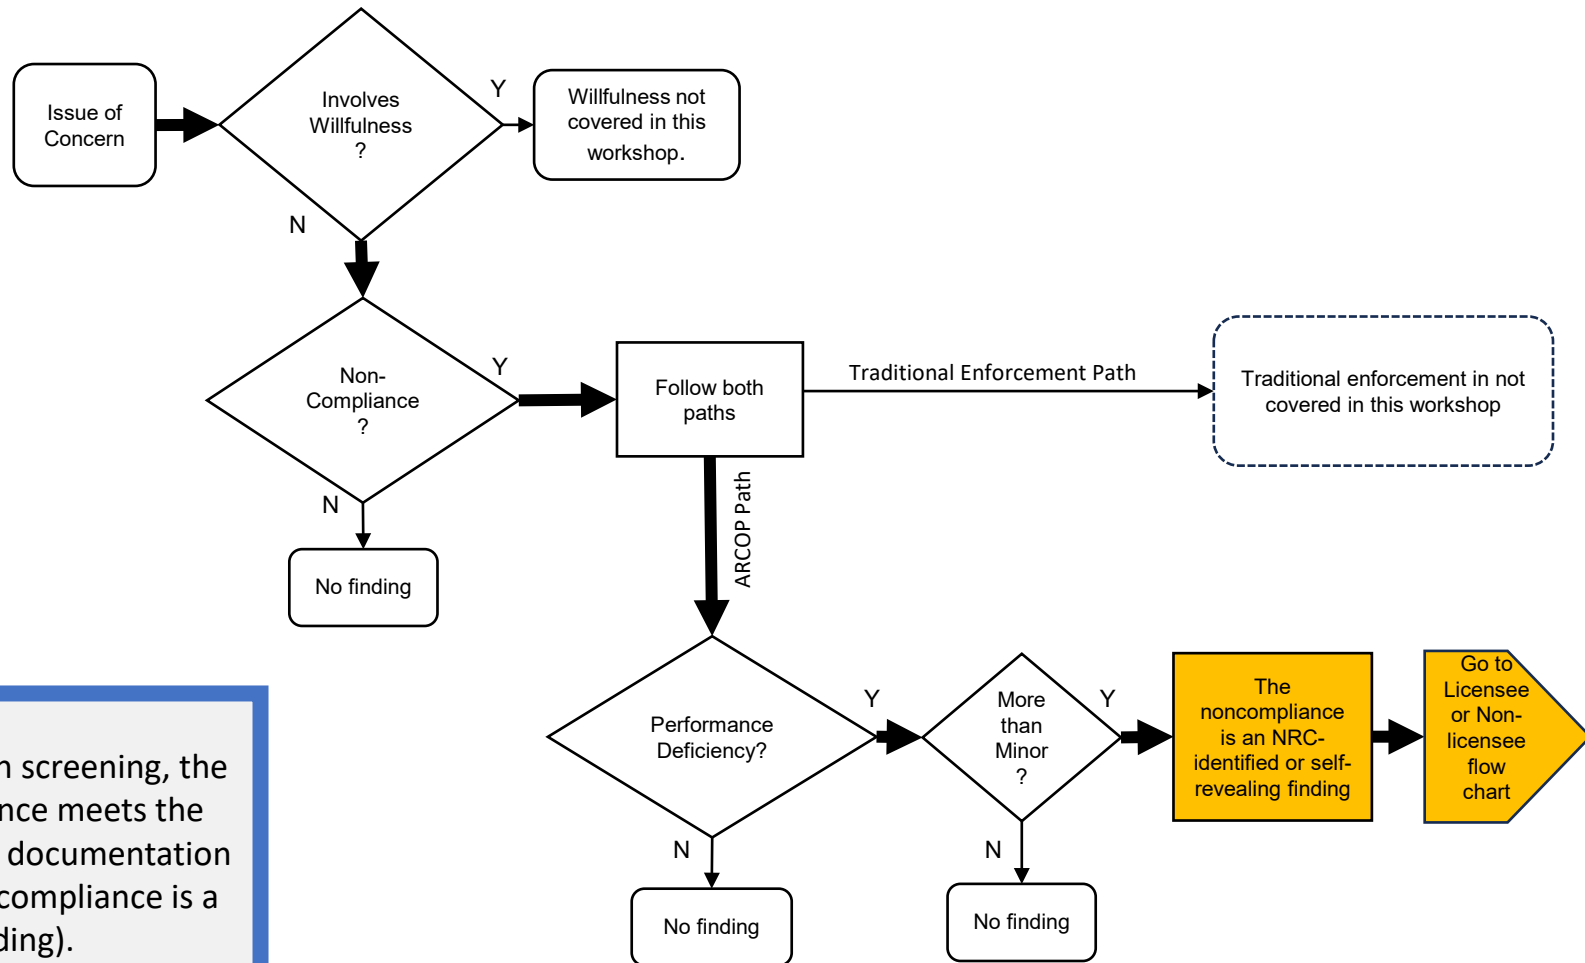 Issue of
Concern
Involves
Willfulness
?
Y
Willfulness not
covered in this
workshop.
N
Non-
Compliance
?
Y
Follow both
paths
Traditional Enforcement Path
Traditional enforcement in not
covered in this workshop
N
No finding
ARCOP Path
Performance
Deficiency?
Y
More
than
Minor
?
Y
The
noncompliance
is an NRC-
identified or self-
revealing finding
Go to
Licensee
or Non-
licensee
flow
chart
N
No finding
N
No finding
screening, the
meets the
documentation
compliance is a